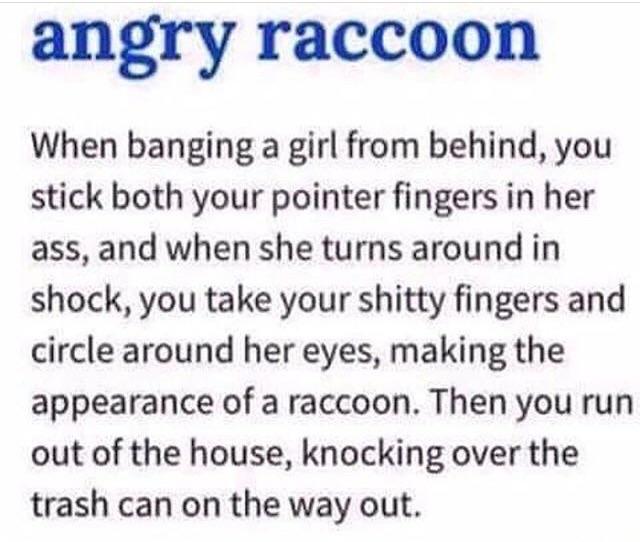 angry raccoon
When banging a girl from behind, you
stick both your pointer fingers in her
ass, and when she turns around in
shock, you take your shitty fingers and
circle around her eyes, making the
appearance of a raccoon. Then you run
out of the house, knocking over the
trash can on the way out.